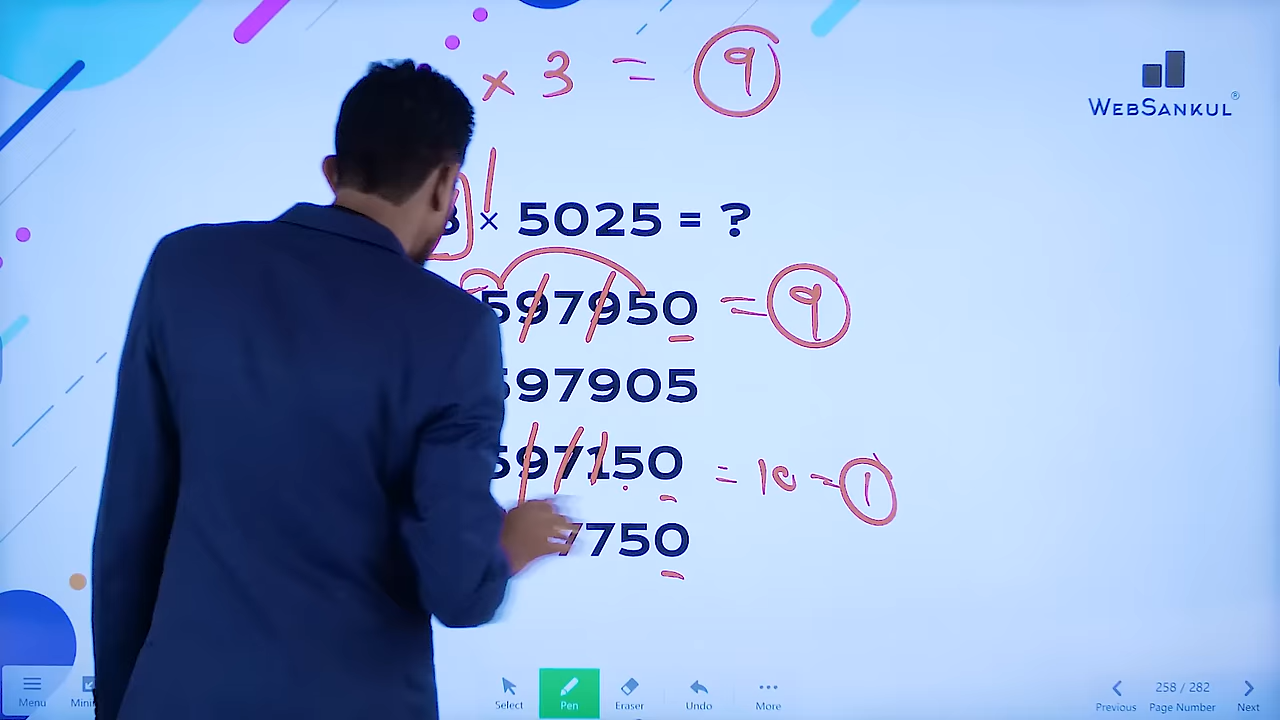 × 3 = 9
WEBSANKUL®
× 5025 = ?
597950 = 9
597905
597150 = 10 = 1
7750
Menu
Select
Pen
Eraser
Undo
More
Previous
258 / 282
Page Number
Next